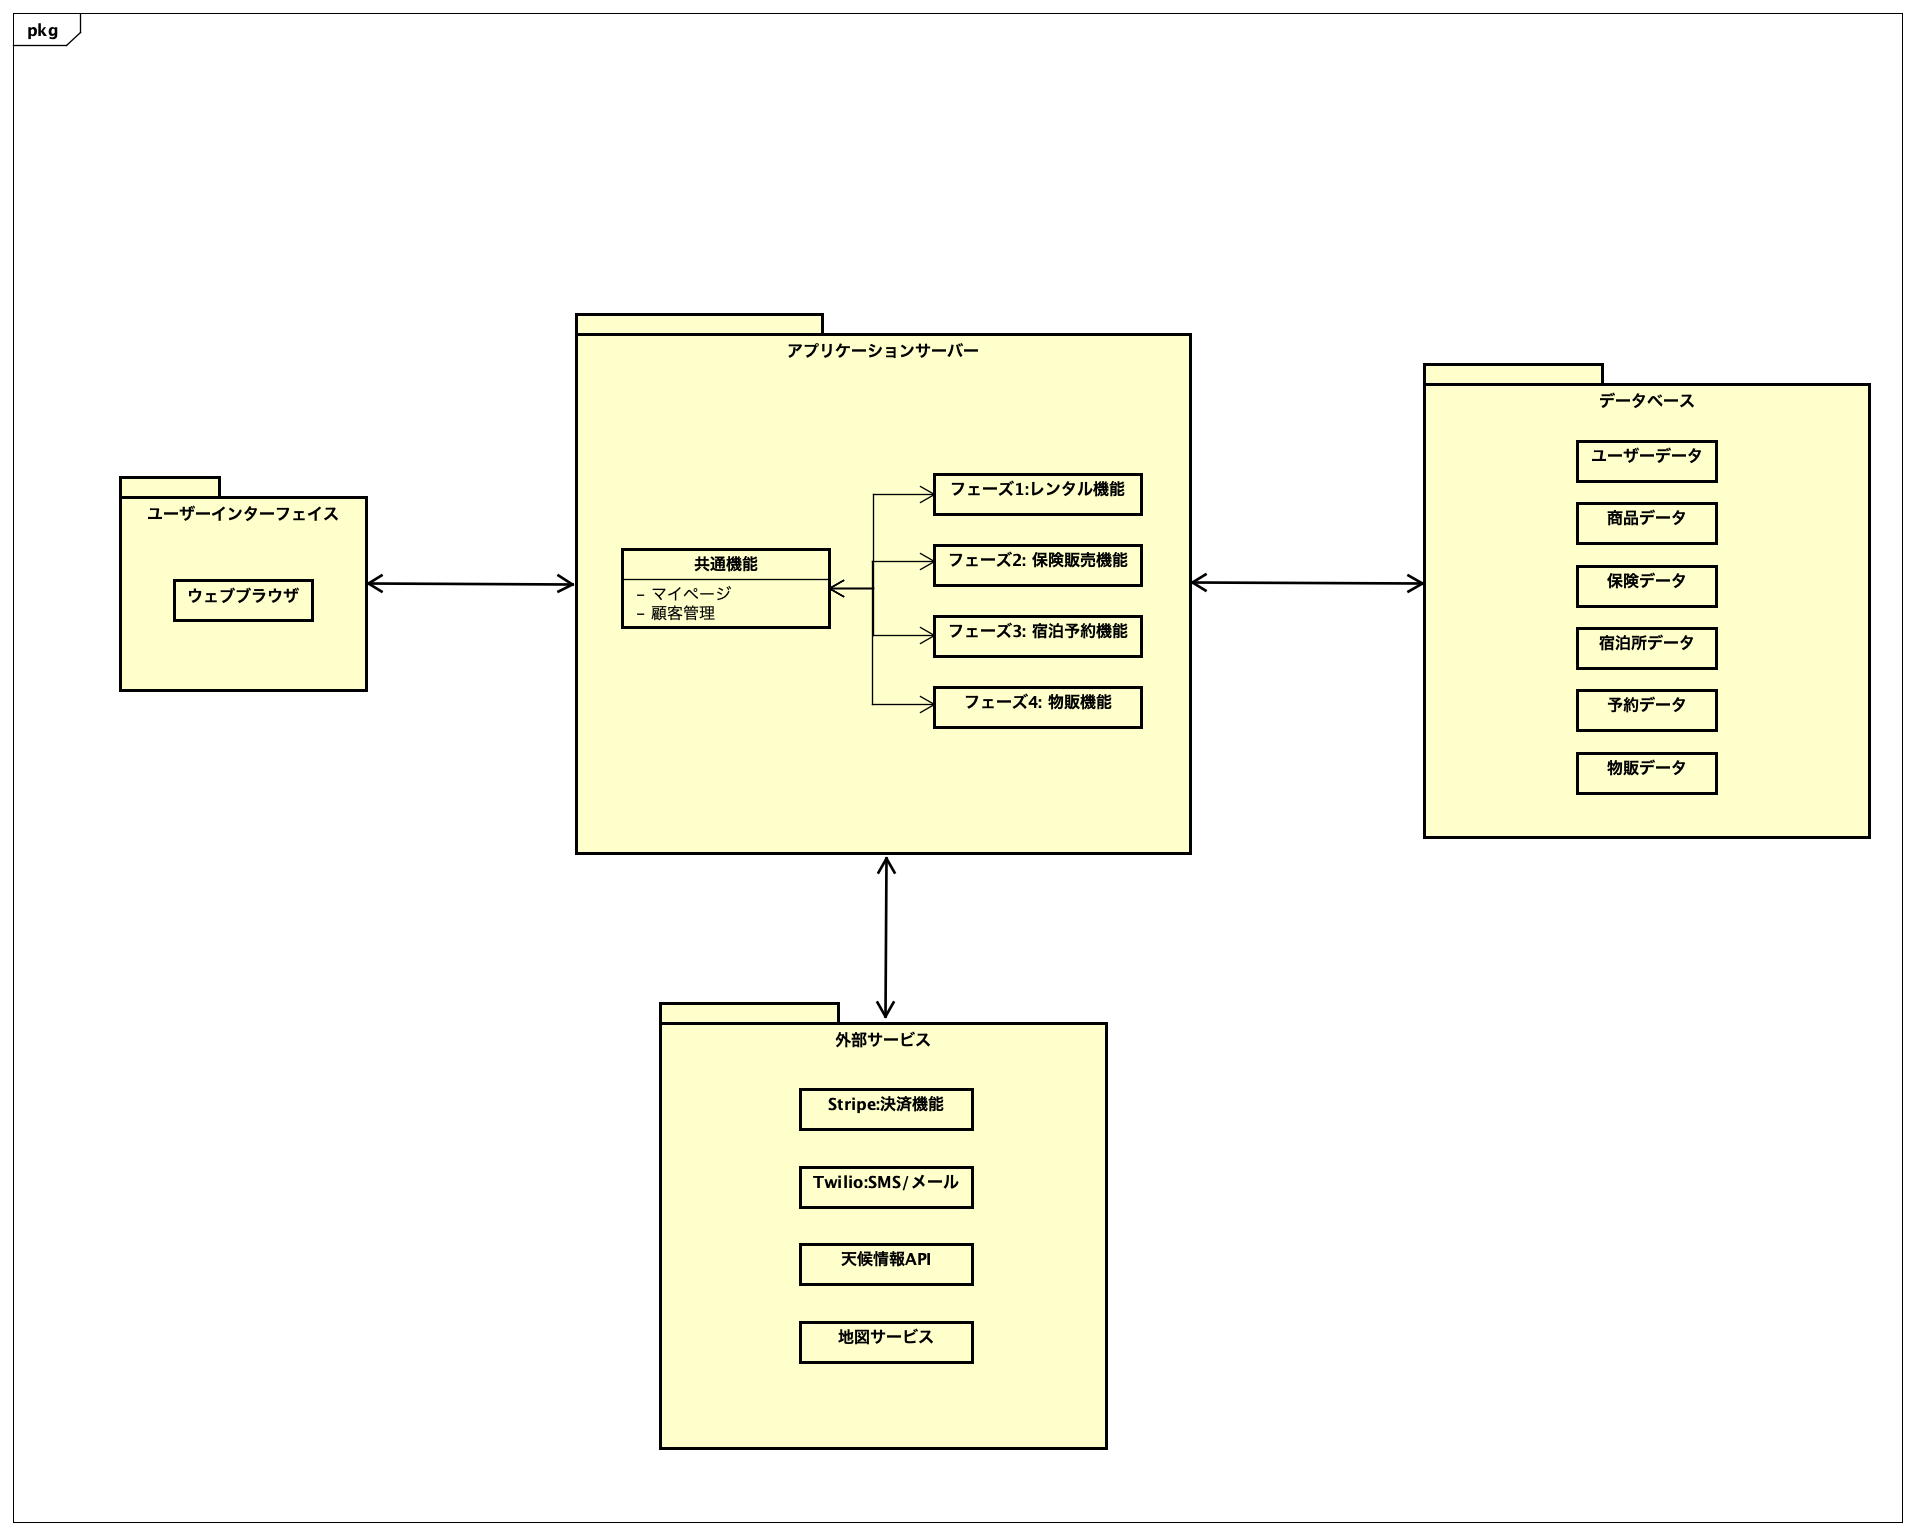 pkg
アプリケーションサーバー
フェーズ1:レンタル機能
フェーズ2: 保険販売機能
共通機能
- マイページ
- 顧客管理
フェーズ3: 宿泊予約機能
フェーズ4: 物販機能
データベース
ユーザーデータ
商品データ
保険データ
宿泊所データ
予約データ
物販データ
ユーザーインターフェイス
ウェブブラウザ
外部サービス
Stripe:決済機能
Twilio:SMS/メール
天候情報API
地図サービス